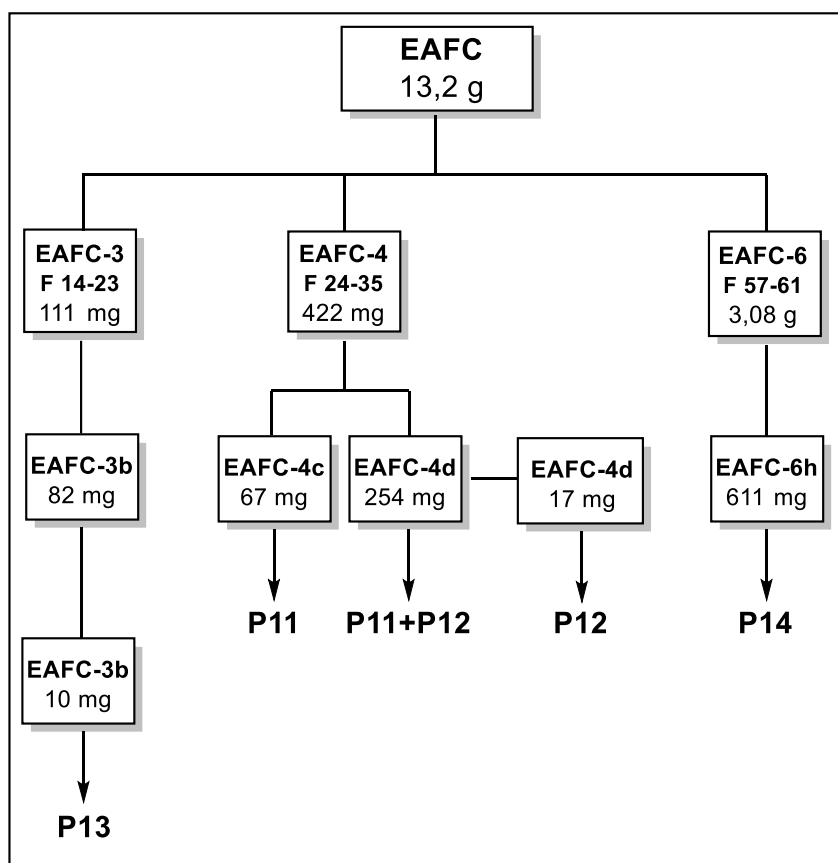 EAFC
13,2 g
EAFC-3
F 14-23
111 mg
EAFC-4
F 24-35
422 mg
EAFC-6
F 57-61
3,08 g
EAFC-3b
82 mg
EAFC-4c
67 mg
EAFC-4d
254 mg
EAFC-4d
17 mg
EAFC-6h
611 mg
P11
P11+P12
P12
P14
EAFC-3b
10 mg
P13